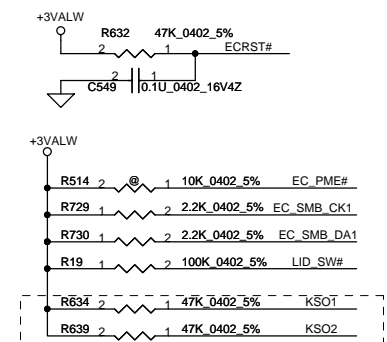 +3VALW
R632 47K_0402_5%
2 1 ECRST#
2 1
C549 0.1U_0402_16V4Z
+3VALW
R514 2 @ 1 10K_0402_5% EC_PME#
R729 1 2 2.2K_0402_5% EC_SMB_CK1
R730 1 2 2.2K_0402_5% EC_SMB_DA1
R19 1 2 100K_0402_5% LID_SW#
R634 2 1 47K_0402_5% KSO1
R639 2 1 47K_0402_5% KSO2